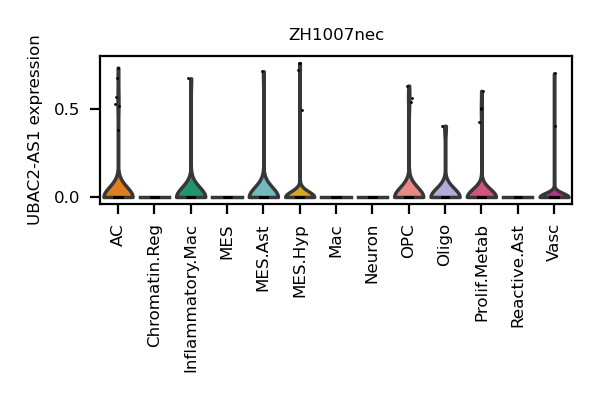 ZH1007nec
UBAC2-AS1 expression
0.5
0.0
AC
Chromatin.Reg
Inflammatory.Mac
MES
MES.Ast
MES.Hyp
Mac
Neuron
OPC
Oligo
Prolif.Metab
Reactive.Ast
Vasc